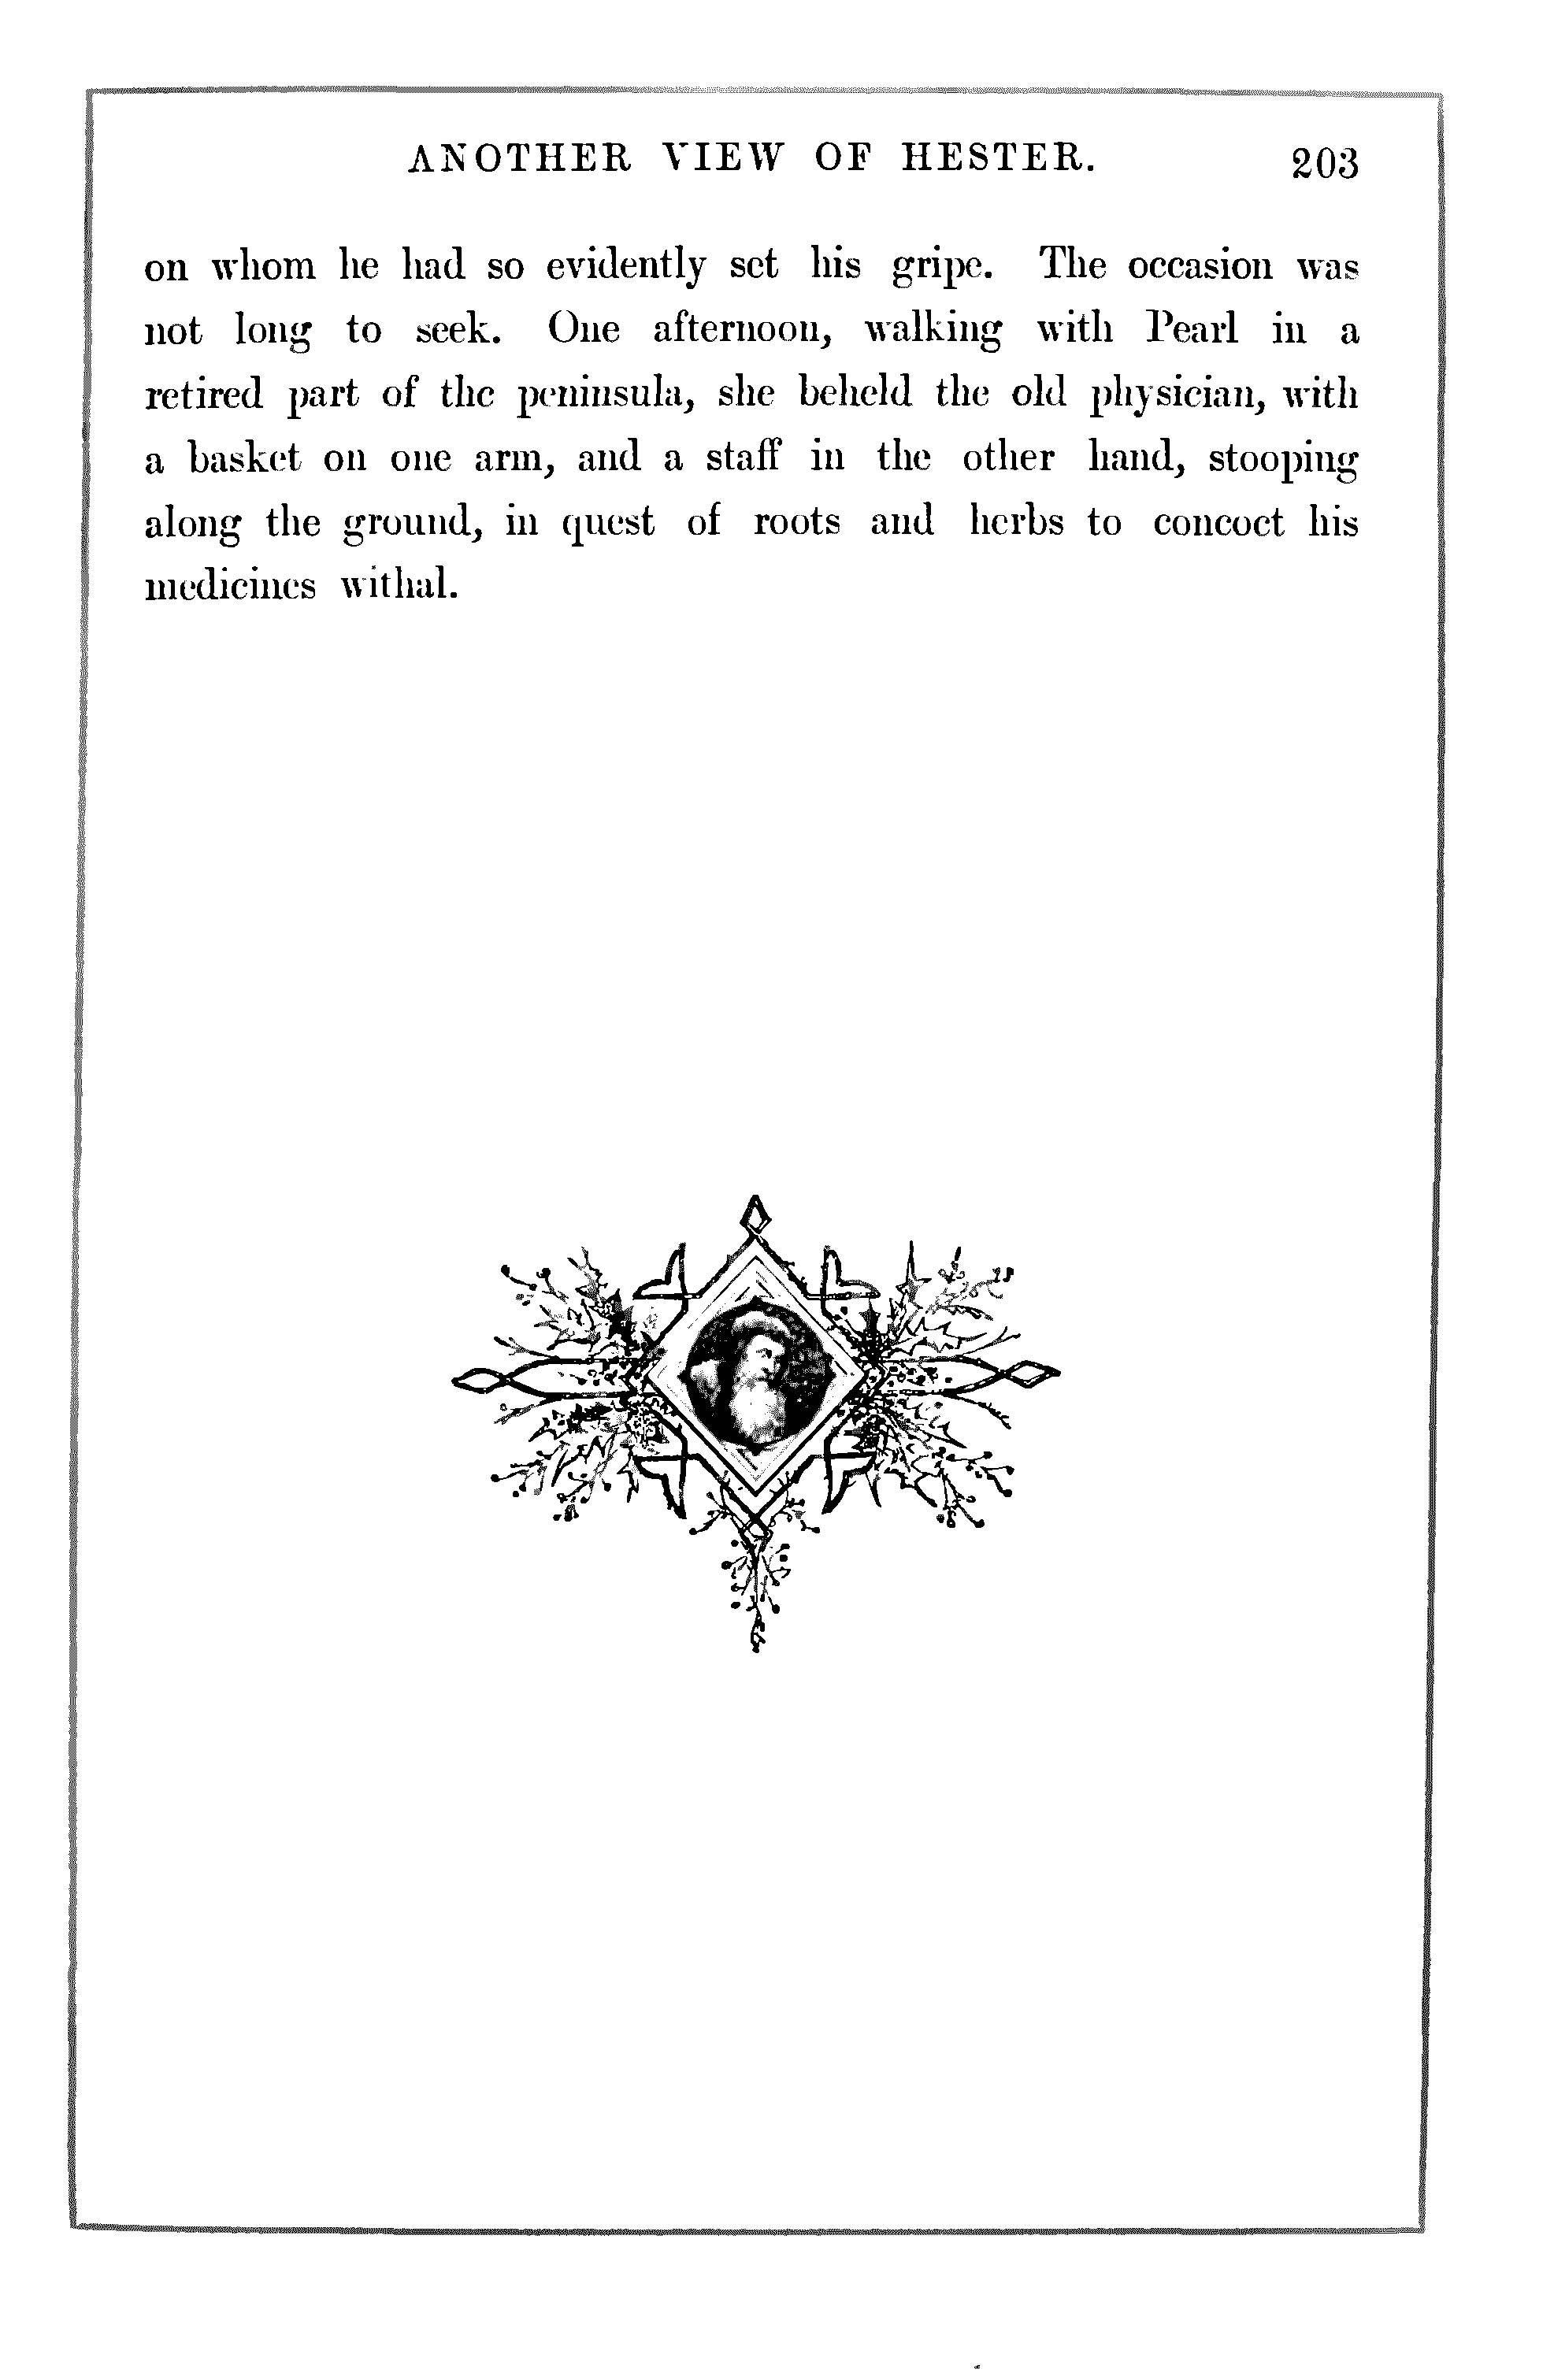 ANOTHER VIEW OF HESTER. 203
on whom he had so evidently set his gripe. The occasion was
not long to seek. One afternoon, walking with Pearl in a
retired part of the peninsula, she beheld the old physician, with
a basket on one arm, and a staff in the other hand, stooping
along the ground, in quest of roots and herbs to concoct his
medicines withal.